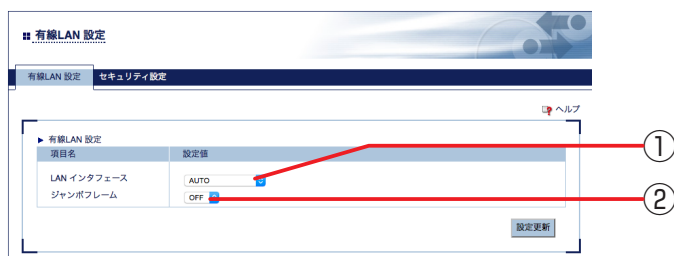 有線LAN 設定
有線LAN 設定 セキュリティ設定
ヘルプ
有線LAN 設定
項目名 設定値
LAN インタフェース AUTO
ジャンボフレーム OFF
設定更新
①
②